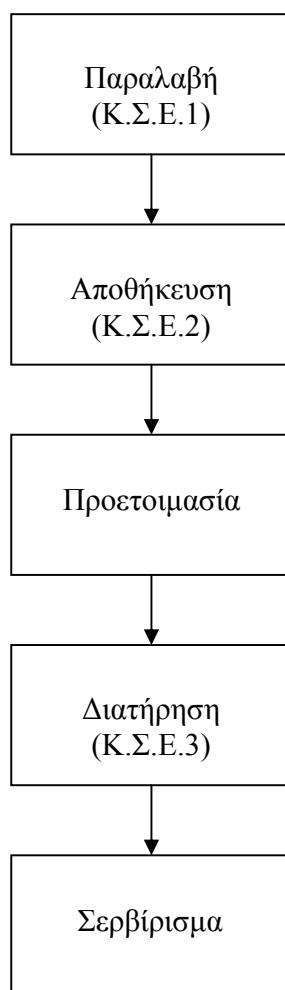 Παραλαβή
(Κ.Σ.Ε.1)
Αποθήκευση
(Κ.Σ.Ε.2)
Προετοιμασία
Διατήρηση
(Κ.Σ.Ε.3)
Σερβίρισμα